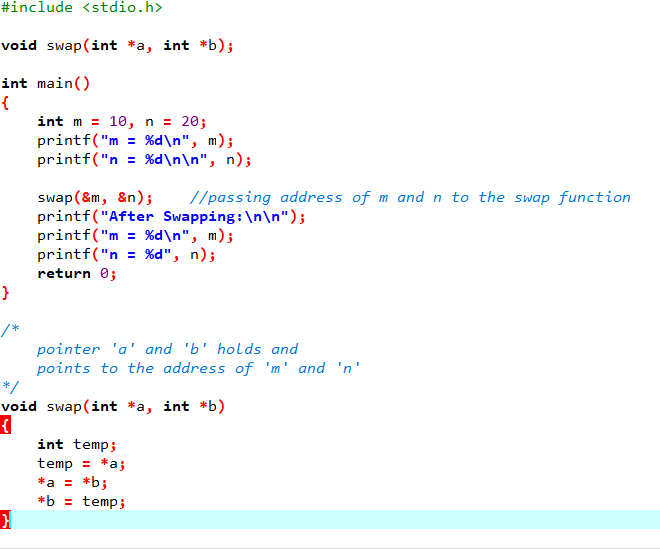 #include <stdio.h>

void swap(int *a, int *b);

int main()
{
    int m = 10, n = 20;
    printf("m = %d\n", m);
    printf("n = %d\n\n", n);

    swap(&m, &n);    //passing address of m and n to the swap function
    printf("After Swapping:\n\n");
    printf("m = %d\n", m);
    printf("n = %d", n);
    return 0;
}

/*
    pointer 'a' and 'b' holds and
    points to the address of 'm' and 'n'
*/
void swap(int *a, int *b)
{
    int temp;
    temp = *a;
    *a = *b;
    *b = temp;
}